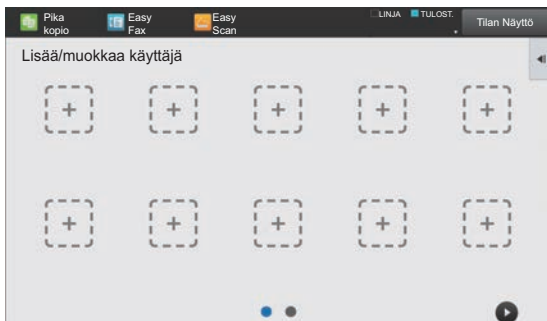 Pika
kopio
Easy
Fax
Easy
Scan
LINJA
TULOST.
Tilan Näyttö
Lisää/muokkaa käyttäjä